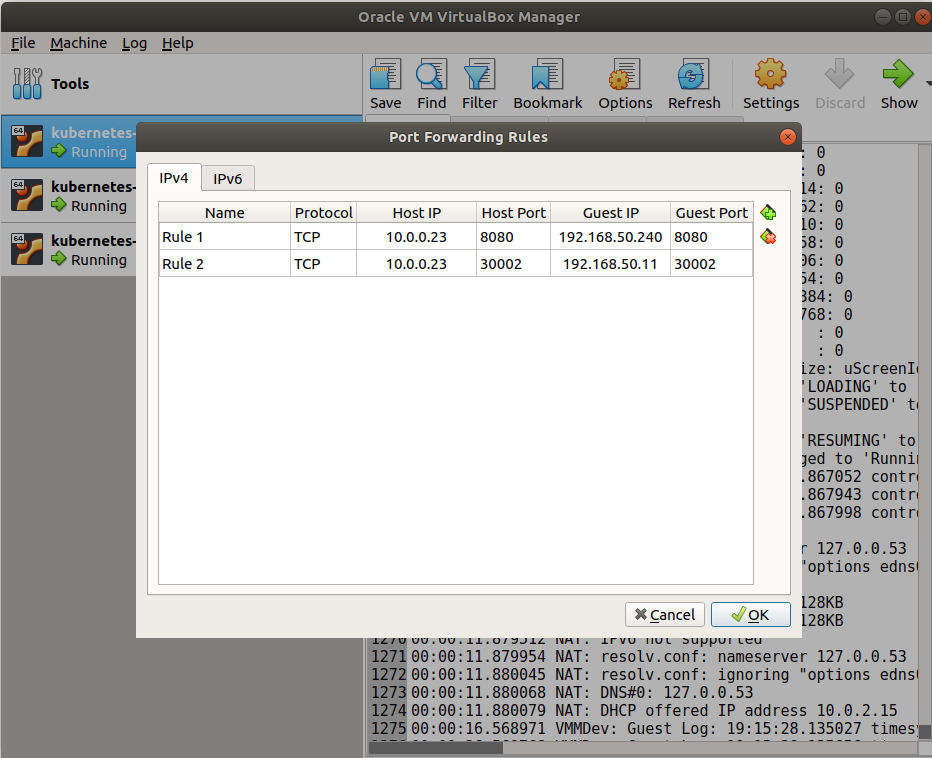 Oracle VM VirtualBox Manager
File Machine Log Help
Tools
Save Find Filter Bookmark Options Refresh Settings Discard Show
64 kubernetes-
Running
64 kubernetes-
Running
64 kubernetes-
Running
Port Forwarding Rules
IPv4 IPv6
Name Protocol Host IP Host Port Guest IP Guest Port
Rule 1 TCP 10.0.0.23 8080 192.168.50.240 8080
Rule 2 TCP 10.0.0.23 30002 192.168.50.11 30002
Cancel OK
: 0
: 0
14: 0
62: 0
10: 0
58: 0
06: 0
54: 0
384: 0
768: 0
: 0
: 0
ize: uScreenI
'LOADING' to
'SUSPENDED' t
'RESUMING' to
ged to 'Runni
.867052 contr
.867943 contr
.867998 contr
r 127.0.0.53
"options edns
128KB
128KB
1270 00:00:11.879512 NAT: IPv6 not supported
1271 00:00:11.879954 NAT: resolv.conf: nameserver 127.0.0.53
1272 00:00:11.880045 NAT: resolv.conf: ignoring "options edns
1273 00:00:11.880068 NAT: DNS#0: 127.0.0.53
1274 00:00:11.880079 NAT: DHCP offered IP address 10.0.2.15
1275 00:00:16.568971 VMMDev: Guest Log: 19:15:28.135027 timesy